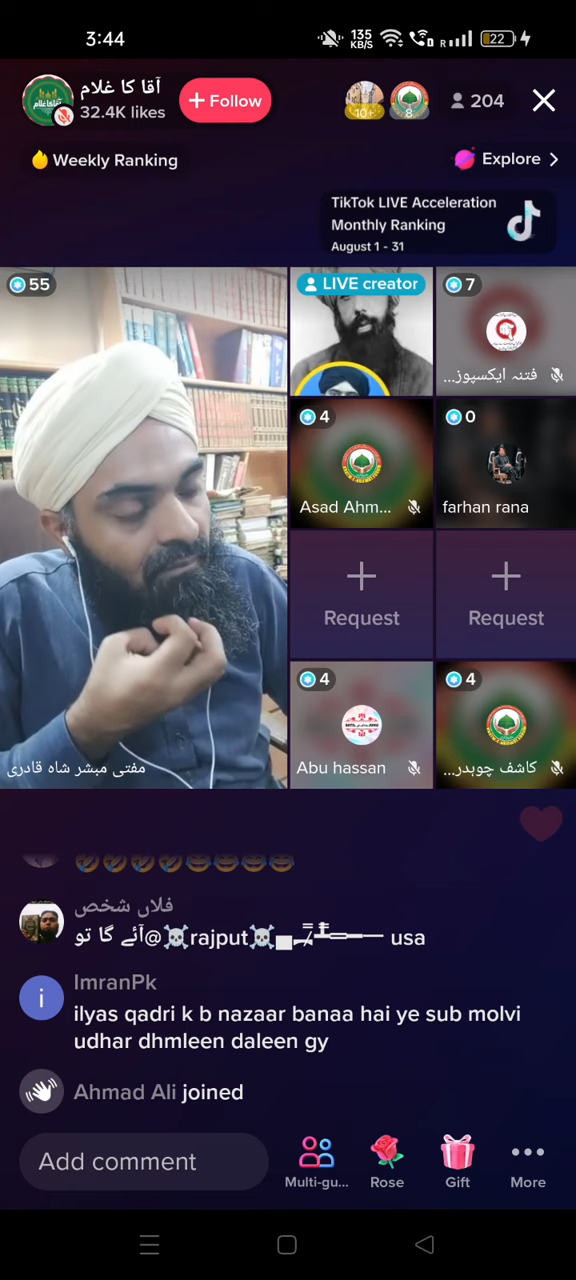 3:44
135
KB/S
R
22
آقا کا غلام
32.4K likes
+ Follow
10+
8
204
Weekly Ranking
Explore >
TikTok LIVE Acceleration
Monthly Ranking
August 1 - 31
55
LIVE creator
7
فتنہ ایکسپوز...
4
Asad Ahm...
0
farhan rana
Request
Request
مفتی مبشر شاہ قادری
4
Abu hassan
4
کاشف چوہدر...
🤣🤣🤣🤣😂😂😂😂
فلاں شخص
آئے گا تو@☠️rajput☠️▄︻̷̿┻̿═━一 usa
i
ImranPk
ilyas qadri k b nazaar banaa hai ye sub molvi
udhar dhmleen daleen gy
Ahmad Ali joined
Add comment
Multi-gu...
Rose
Gift
More